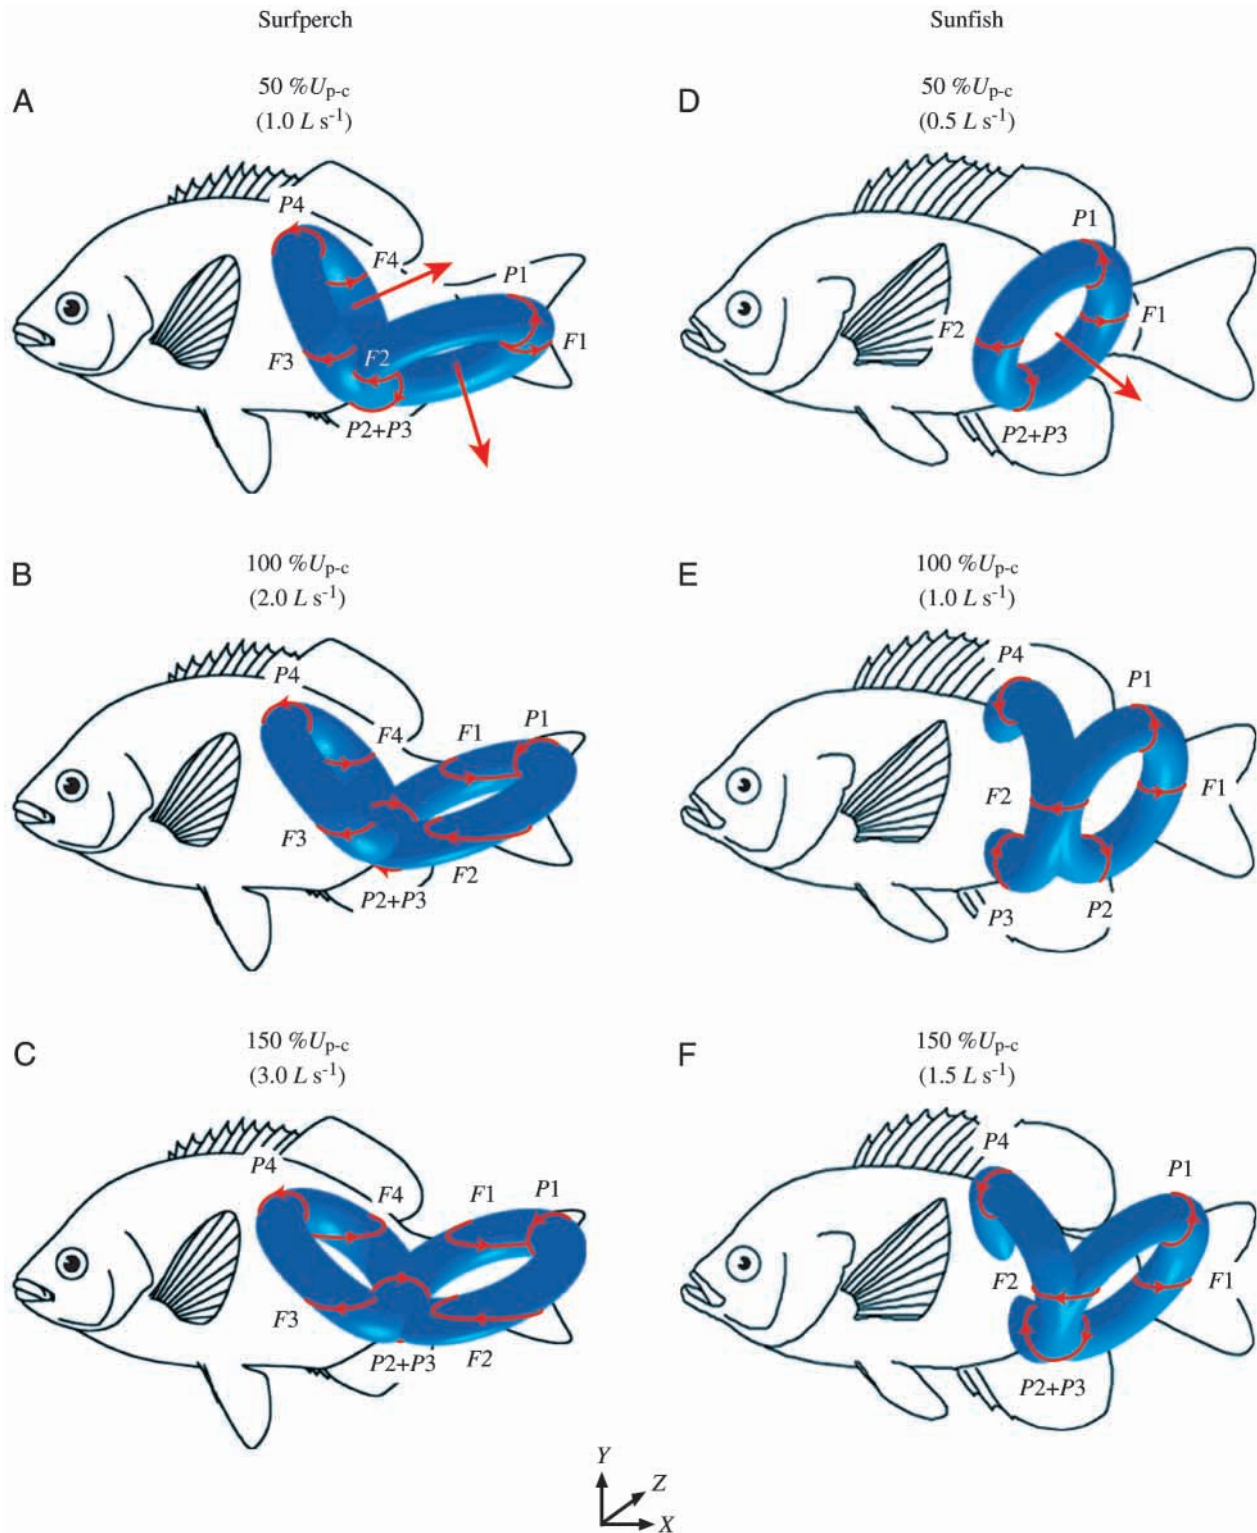 Surfperch
Sunfish
A
50 %Up-c
(1.0 L s-1)
P4
F4
P1
F3
F2
F1
P2+P3
D
50 %Up-c
(0.5 L s-1)
P1
F2
F1
P2+P3
B
100 %Up-c
(2.0 L s-1)
P4
F4
F1
P1
F3
F2
P2+P3
E
100 %Up-c
(1.0 L s-1)
P4
P1
F2
F1
P3
P2
C
150 %Up-c
(3.0 L s-1)
P4
F4
F1
P1
F3
P2+P3
F2
F
150 %Up-c
(1.5 L s-1)
P4
P1
F2
F1
P2+P3
Y
Z
X